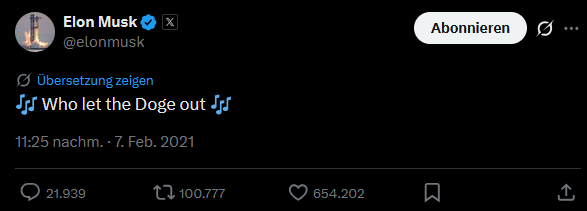 Elon Musk
@elonmusk
Abonnieren
Übersetzung zeigen
🎶 Who let the Doge out 🎶
11:25 nachm. · 7. Feb. 2021
21.939 100.777 654.202